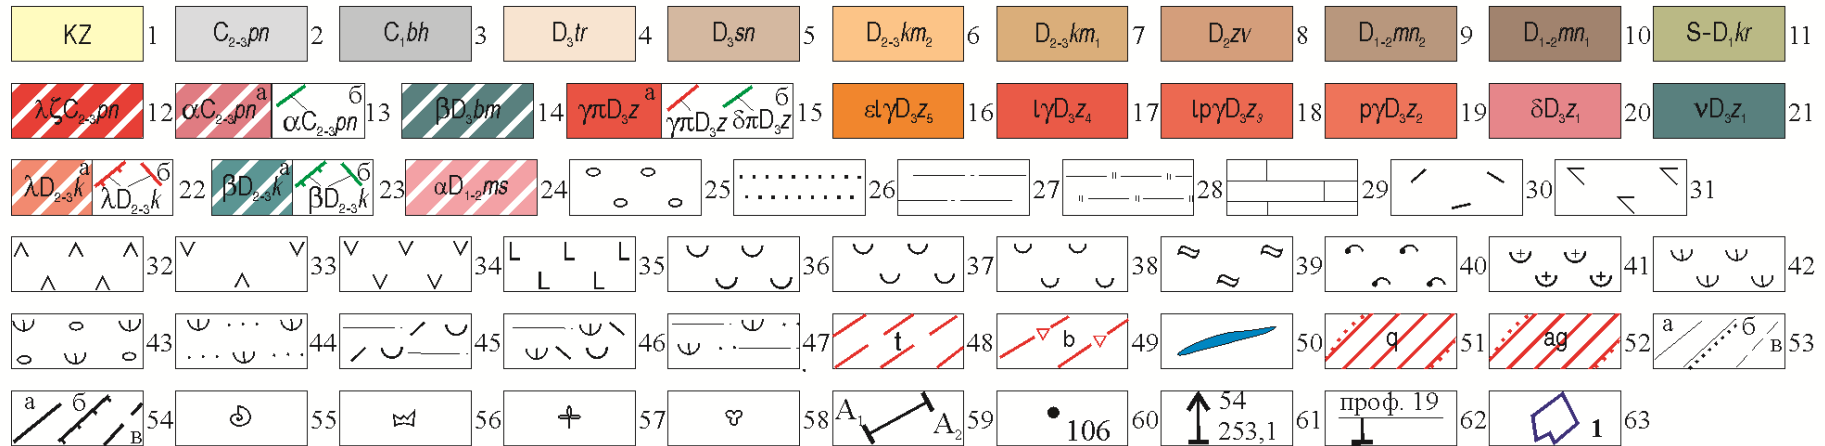 KZ 1 C₂₋₃pn 2 C₁bh 3 D₃tr 4 D₃sn 5 D₂₋₃km₂ 6 D₂₋₃km₁ 7 D₂zv 8 D₁₋₂mn₂ 9 D₁₋₂mn₁ 10 S-D₁kr 11
λζC₂₋₃pn 12 αC₂₋₃pn а б αC₂₋₃pn 13 βD₃bm 14 γπD₃z а б γπD₃z δπD₃z 15 εlγD₃z₅ 16 lγD₃z₄ 17 lpγD₃z₃ 18 pγD₃z₂ 19 δD₃z₁ 20 νD₃z₁ 21
λD₂₋₃k а б λD₂₋₃k 22 βD₂₋₃k а б βD₂₋₃k 23 αD₁₋₂ms 24 25 26 27 28 29 30 31
32 33 34 35 36 37 38 39 40 41 42
43 44 45 46 47 t 48 b 49 50 q 51 ag 52 а б в 53
а б в 54 55 56 57 58 A₁ A₂ 59 106 60 54 253,1 61 проф. 19 62 1 63